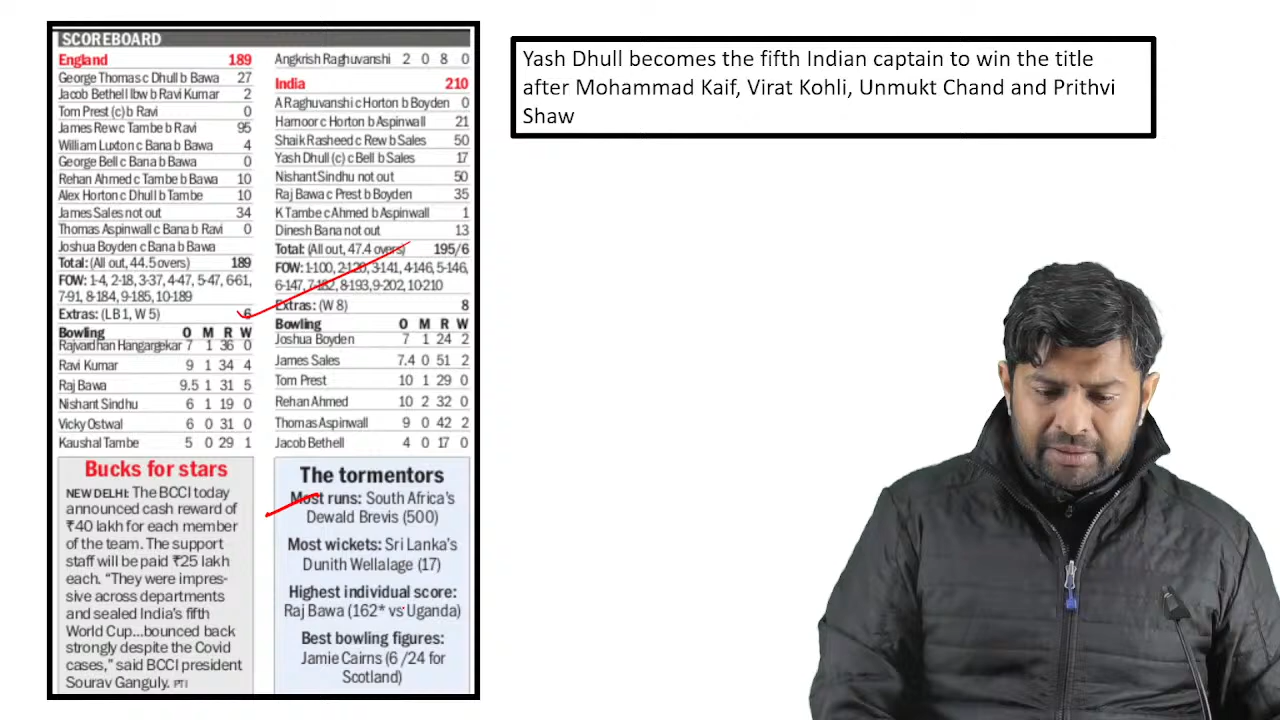 SCOREBOARD
England 189
George Thomas c Dhull b Bawa 27
Jacob Bethell lbw b Ravi Kumar 2
Tom Prest (c) b Ravi 0
James Rew c Tambe b Ravi 95
William Luxton c Bana b Bawa 4
George Bell c Bana b Bawa 0
Rehan Ahmed c Tambe b Bawa 10
Alex Horton c Dhull b Tambe 10
James Sales not out 34
Thomas Aspinwall c Bana b Ravi 0
Joshua Boyden c Bana b Bawa
Total: (All out, 44.5 overs) 189
FOW: 1-4, 2-18, 3-37, 4-47, 5-47, 6-61,
7-91, 8-184, 9-185, 10-189
Extras: (LB 1, W 5) 6
Bowling O M R W
Rajvardhan Hangargekar 7 1 36 0
Ravi Kumar 9 1 34 4
Raj Bawa 9.5 1 31 5
Nishant Sindhu 6 1 19 0
Vicky Ostwal 6 0 31 0
Kaushal Tambe 5 0 29 1
Angkrish Raghuvanshi 2 0 8 0
India 210
A Raghuvanshi c Horton b Boyden 0
Harnoor c Horton b Aspinwall 21
Shaik Rasheed c Rew b Sales 50
Yash Dhull (c) c Bell b Sales 17
Nishant Sindhu not out 50
Raj Bawa c Prest b Boyden 35
K Tambe c Ahmed b Aspinwall 1
Dinesh Bana not out 13
Total: (All out, 47.4 overs) 195/6
FOW: 1-100, 3-141, 4-146, 5-146,
6-147, 8-193, 9-202, 10-210
Extras: (W 8) 8
Bowling O M R W
Joshua Boyden 7 1 24 2
James Sales 7.4 0 51 2
Tom Prest 10 1 29 0
Rehan Ahmed 10 2 32 0
Thomas Aspinwall 9 0 42 2
Jacob Bethell 4 0 17 0
Bucks for stars
NEW DELHI: The BCCI today
announced cash reward of
₹40 lakh for each member
of the team. The support
staff will be paid ₹25 lakh
each. “They were impres-
sive across departments
and sealed India’s fifth
World Cup...bounced back
strongly despite the Covid
cases,” said BCCI president
Sourav Ganguly. PTI
The tormentors
Most runs: South Africa’s
Dewald Brevis (500)
Most wickets: Sri Lanka’s
Dunith Wellalage (17)
Highest individual score:
Raj Bawa (162* vs Uganda)
Best bowling figures:
Jamie Cairns (6 /24 for
Scotland)
Yash Dhull becomes the fifth Indian captain to win the title
after Mohammad Kaif, Virat Kohli, Unmukt Chand and Prithvi
Shaw